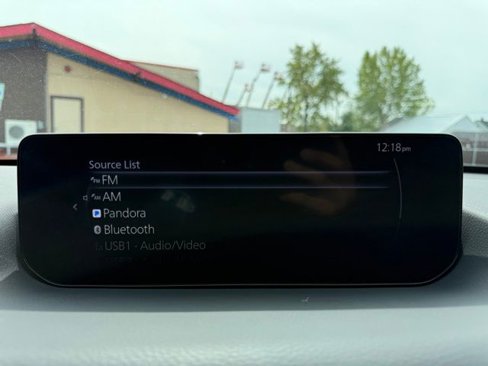 12:18pm
Source List
FM
AM
Pandora
Bluetooth
USB1 - Audio/Video